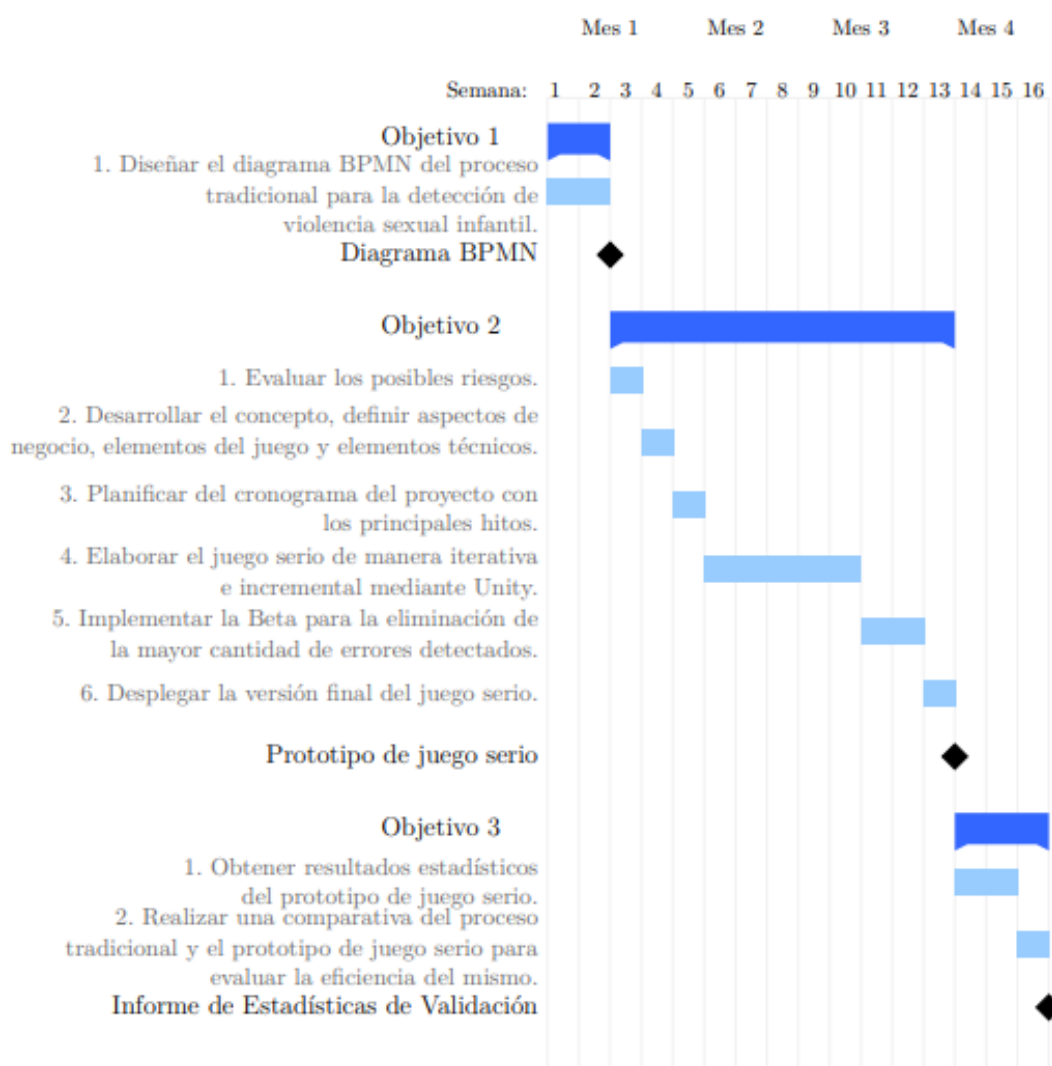 Mes 1 Mes 2 Mes 3 Mes 4
Semana: 1 2 3 4 5 6 7 8 9 10 11 12 13 14 15 16
Objetivo 1
1. Diseñar el diagrama BPMN del proceso
tradicional para la detección de
violencia sexual infantil.
Diagrama BPMN
Objetivo 2
1. Evaluar los posibles riesgos.
2. Desarrollar el concepto, definir aspectos de
negocio, elementos del juego y elementos técnicos.
3. Planificar del cronograma del proyecto con
los principales hitos.
4. Elaborar el juego serio de manera iterativa
e incremental mediante Unity.
5. Implementar la Beta para la eliminación de
la mayor cantidad de errores detectados.
6. Desplegar la versión final del juego serio.
Prototipo de juego serio
Objetivo 3
1. Obtener resultados estadísticos
del prototipo de juego serio.
2. Realizar una comparativa del proceso
tradicional y el prototipo de juego serio para
evaluar la eficiencia del mismo.
Informe de Estadísticas de Validación